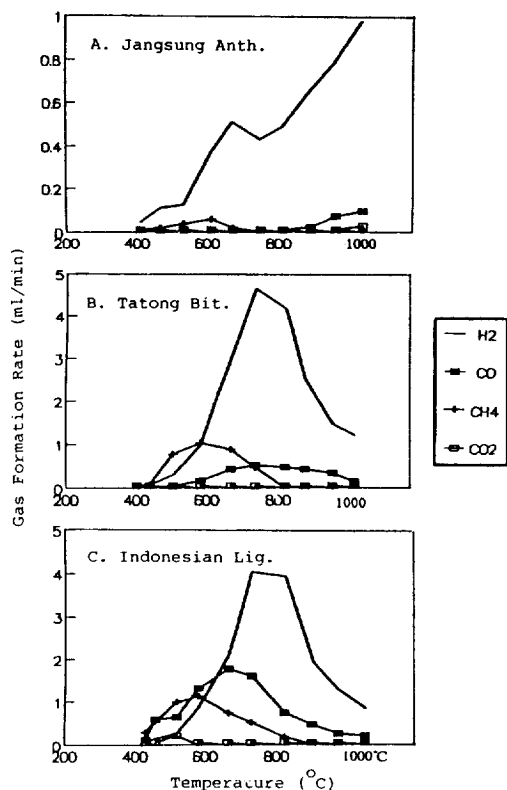 A. Jangsung Anth.
1
0.8
0.6
0.4
0.2
0
200 400 600 800 1000
B. Tatong Bit.
5
4
3
2
1
0
200 400 600 800 1000
C. Indonesian Lig.
5
4
3
2
1
0
200 400 600 800 1000℃
Temperature (°C)
Gas Formation Rate (ml/min)
H2
CO
CH4
CO2